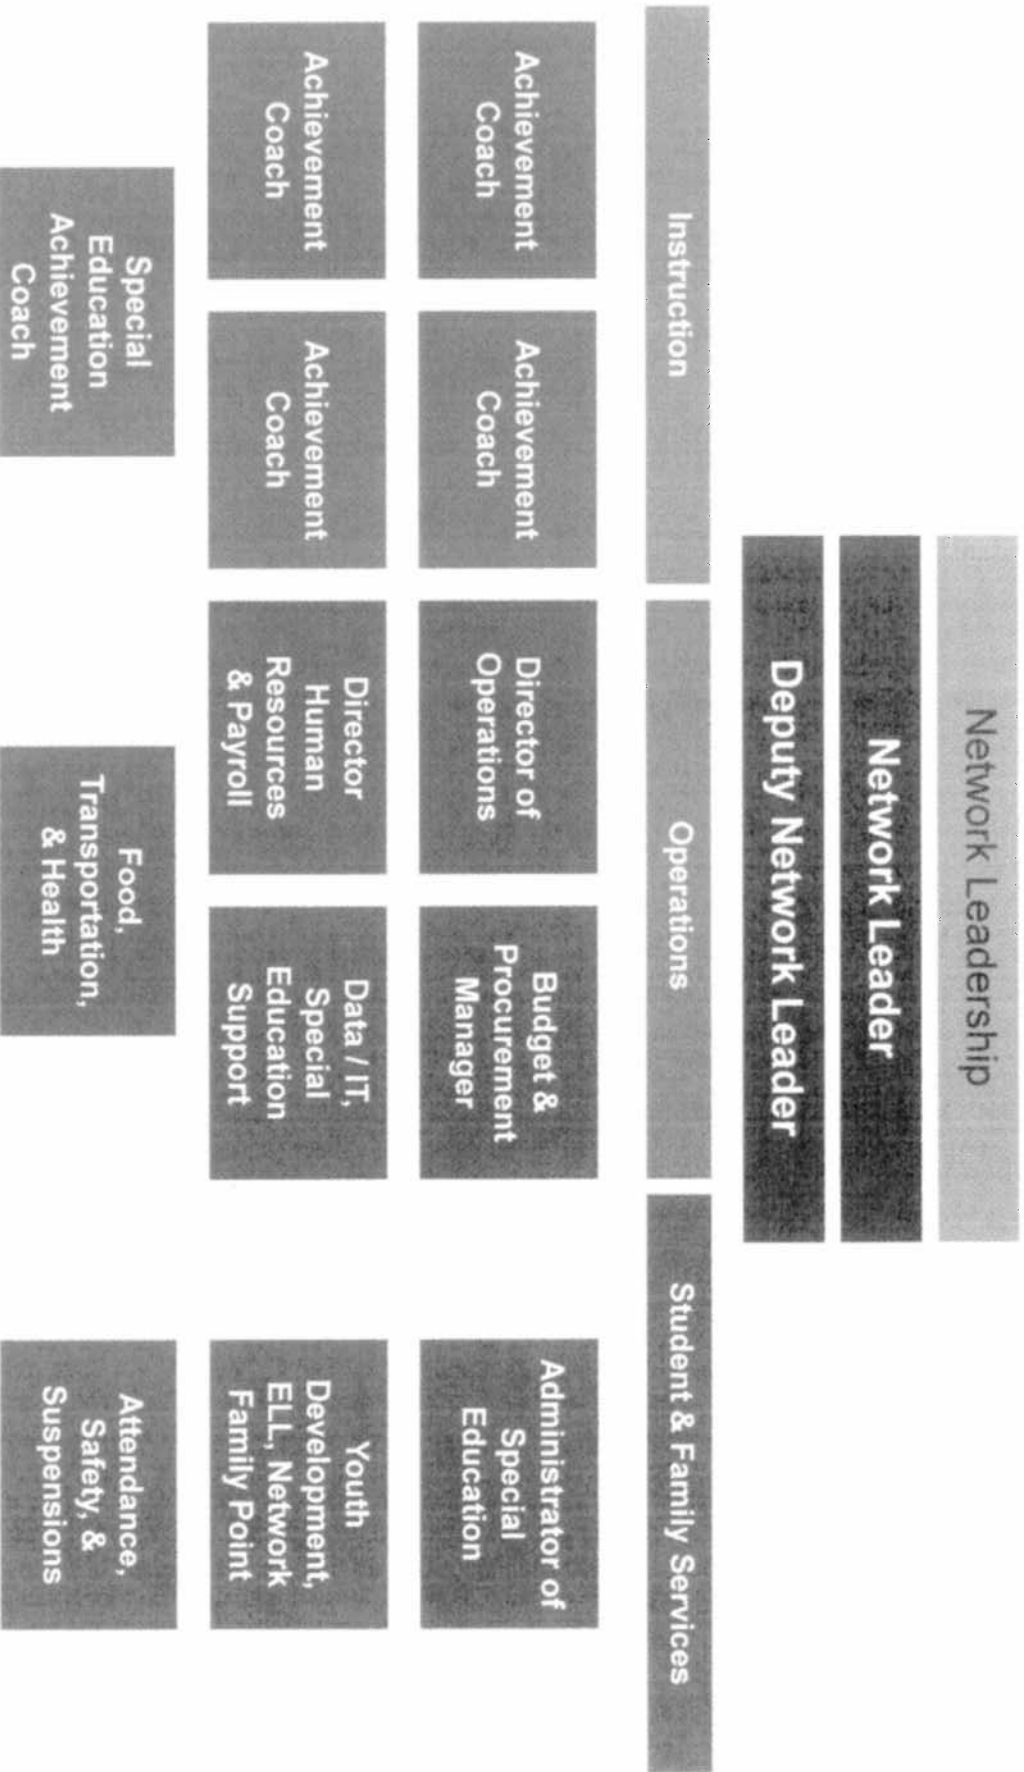 Network Leadership
Network Leader
Deputy Network Leader
Instruction
Operations
Student & Family Services
Achievement
Coach
Achievement
Coach
Director of
Operations
Budget &
Procurement
Manager
Administrator of
Special
Education
Achievement
Coach
Achievement
Coach
Director
Human
Resources
& Payroll
Data / IT,
Special
Education
Support
Youth
Development,
ELL, Network
Family Point
Special
Education
Achievement
Coach
Food,
Transportation,
& Health
Attendance,
Safety, &
Suspensions